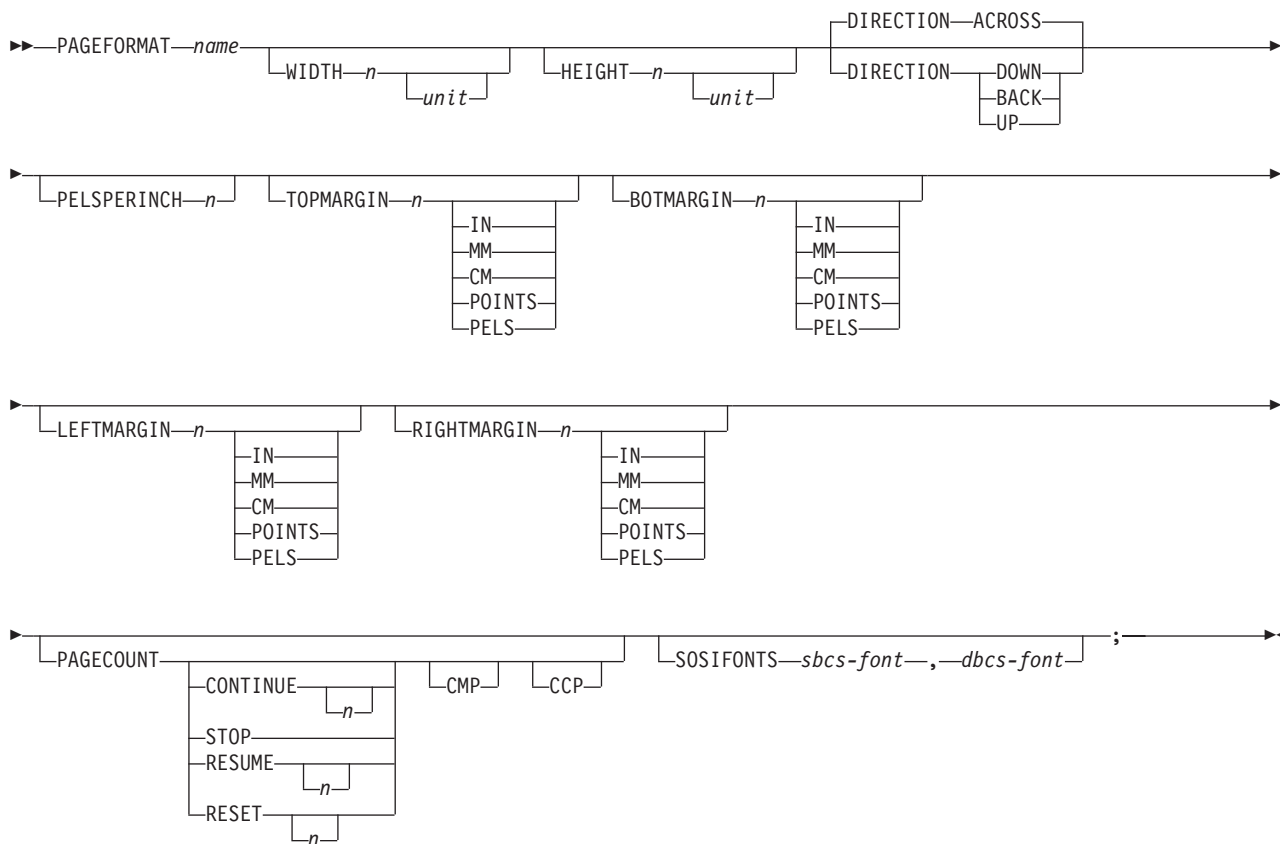 DIRECTION ACROSS
PAGEFORMAT name
WIDTH n
unit
HEIGHT n
unit
DIRECTION
DOWN
BACK
UP
PELSPERINCH n
TOPMARGIN n
IN
MM
CM
POINTS
PELS
BOTMARGIN n
IN
MM
CM
POINTS
PELS
LEFTMARGIN n
IN
MM
CM
POINTS
PELS
RIGHTMARGIN n
IN
MM
CM
POINTS
PELS
PAGECOUNT
CONTINUE
n
STOP
RESUME
n
RESET
n
CMP
CCP
SOSIFONTS sbcs-font , dbcs-font
;